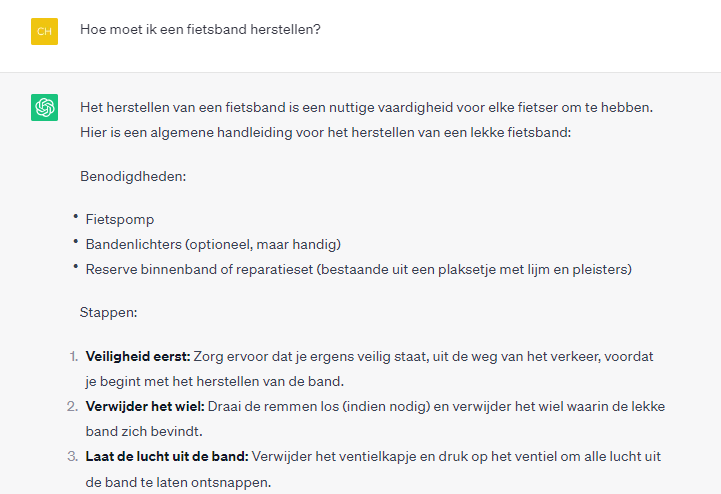 CH
Hoe moet ik een fietsband herstellen?
Het herstellen van een fietsband is een nuttige vaardigheid voor elke fietser om te hebben.
Hier is een algemene handleiding voor het herstellen van een lekke fietsband:
Benodigdheden:
• Fietspomp
• Bandenlichters (optioneel, maar handig)
• Reserve binnenband of reparatieset (bestaande uit een plaksetje met lijm en pleisters)
Stappen:
1. Veiligheid eerst: Zorg ervoor dat je ergens veilig staat, uit de weg van het verkeer, voordat
je begint met het herstellen van de band.
2. Verwijder het wiel: Draai de remmen los (indien nodig) en verwijder het wiel waarin de lekke
band zich bevindt.
3. Laat de lucht uit de band: Verwijder het ventielkapje en druk op het ventiel om alle lucht uit
de band te laten ontsnappen.